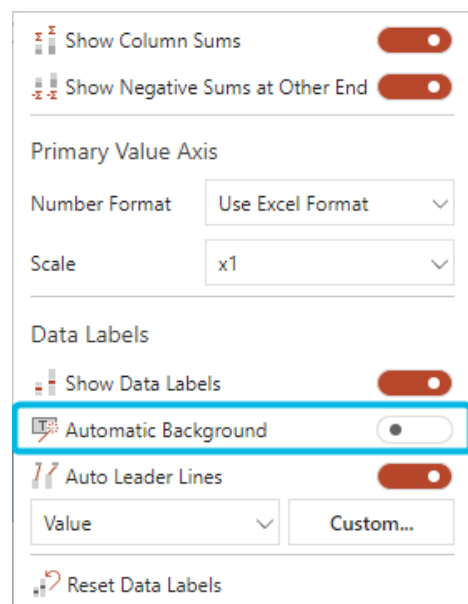 Show Column Sums
Show Negative Sums at Other End
Primary Value Axis
Number Format Use Excel Format
Scale x1
Data Labels
Show Data Labels
Automatic Background
Auto Leader Lines
Value Custom...
Reset Data Labels